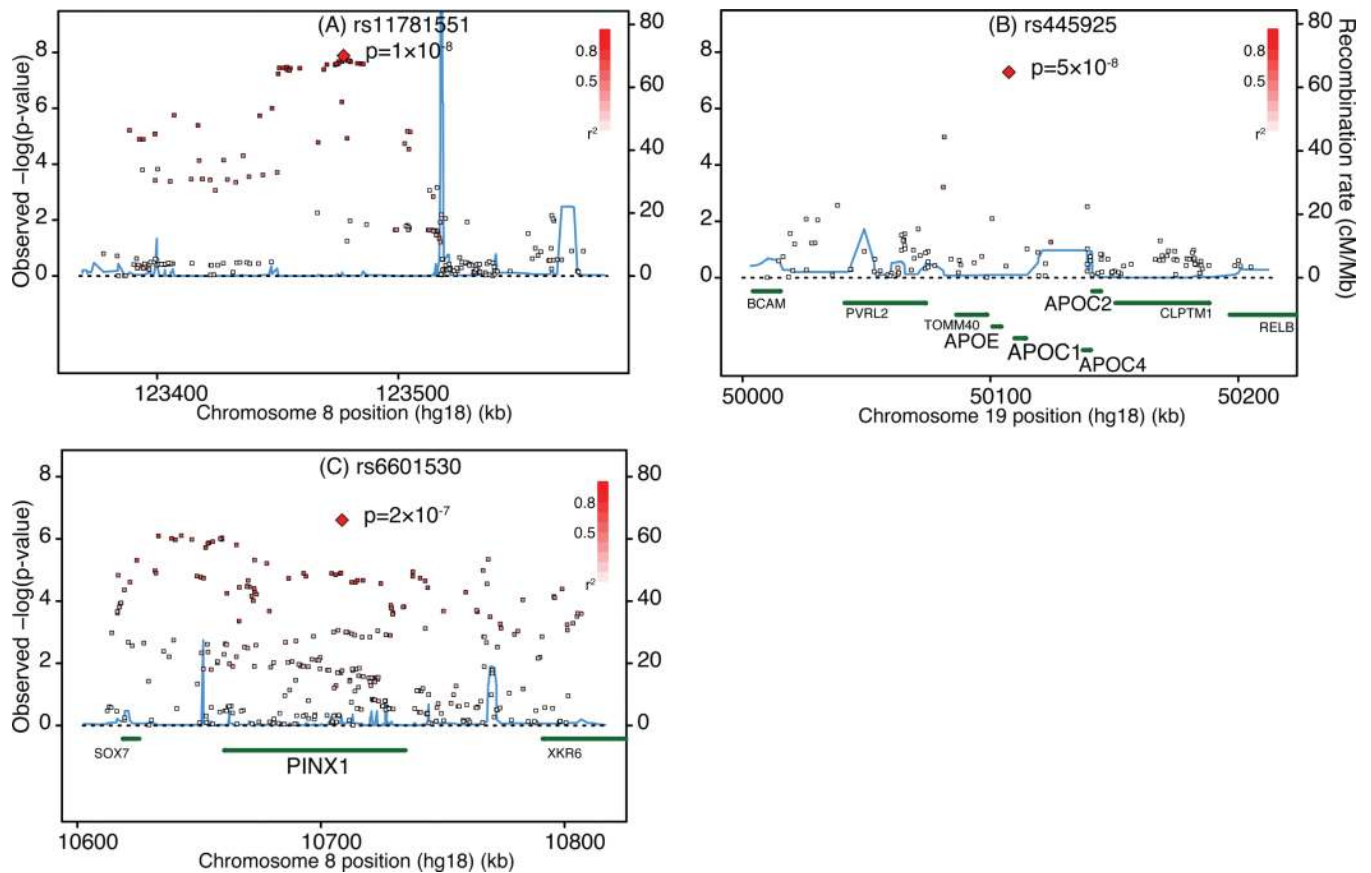 (A) rs11781551
p=1×10-8
8
6
4
2
0
Observed –log(p-value)
80
60
40
20
0
0.8
0.5
r2
123400
123500
Chromosome 8 position (hg18) (kb)
(B) rs445925
p=5×10-8
8
6
4
2
0
80
60
40
20
0
Recombination rate (cM/Mb)
0.8
0.5
r2
BCAM
PVRL2
TOMM40
APOE
APOC1
APOC4
APOC2
CLPTM1
RELB
50000
50100
50200
Chromosome 19 position (hg18) (kb)
(C) rs6601530
p=2×10-7
8
6
4
2
0
Observed –log(p-value)
80
60
40
20
0
0.8
0.5
r2
SOX7
PINX1
XKR6
10600
10700
10800
Chromosome 8 position (hg18) (kb)